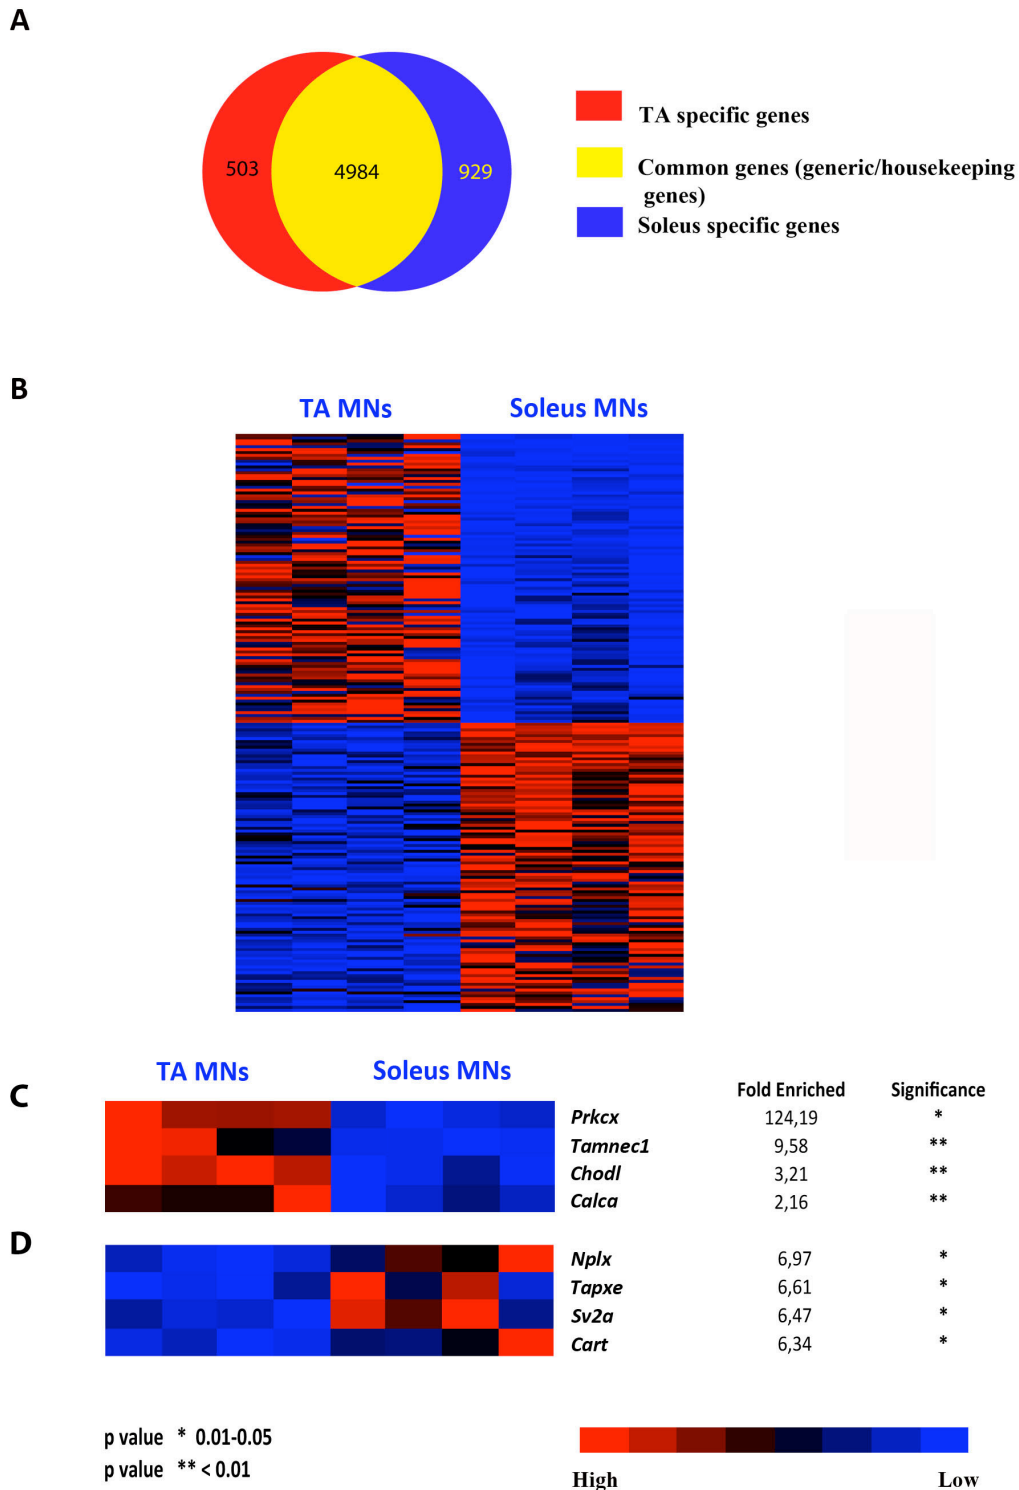 A
503
4984
929
TA specific genes
Common genes (generic/housekeeping
genes)
Soleus specific genes
B
TA MNs Soleus MNs
TA MNs Soleus MNs
C
Fold Enriched Significance
Prkcx 124,19 *
Tamnec1 9,58 **
Chodl 3,21 **
Calca 2,16 **
D
Nplx 6,97 *
Tapxe 6,61 *
Sv2a 6,47 *
Cart 6,34 *
p value * 0.01-0.05
p value ** < 0.01
High Low